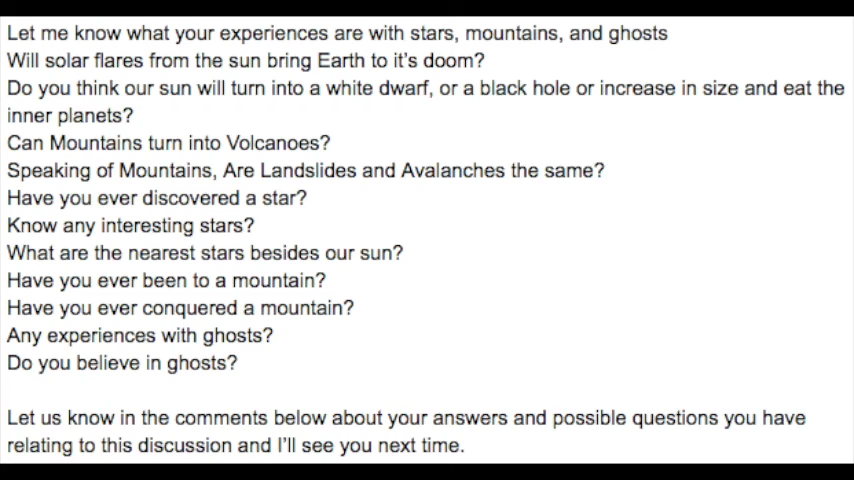 Let me know what your experiences are with stars, mountains, and ghosts
Will solar flares from the sun bring Earth to it's doom?
Do you think our sun will turn into a white dwarf, or a black hole or increase in size and eat the
inner planets?
Can Mountains turn into Volcanoes?
Speaking of Mountains, Are Landslides and Avalanches the same?
Have you ever discovered a star?
Know any interesting stars?
What are the nearest stars besides our sun?
Have you ever been to a mountain?
Have you ever conquered a mountain?
Any experiences with ghosts?
Do you believe in ghosts?
Let us know in the comments below about your answers and possible questions you have
relating to this discussion and I'll see you next time.